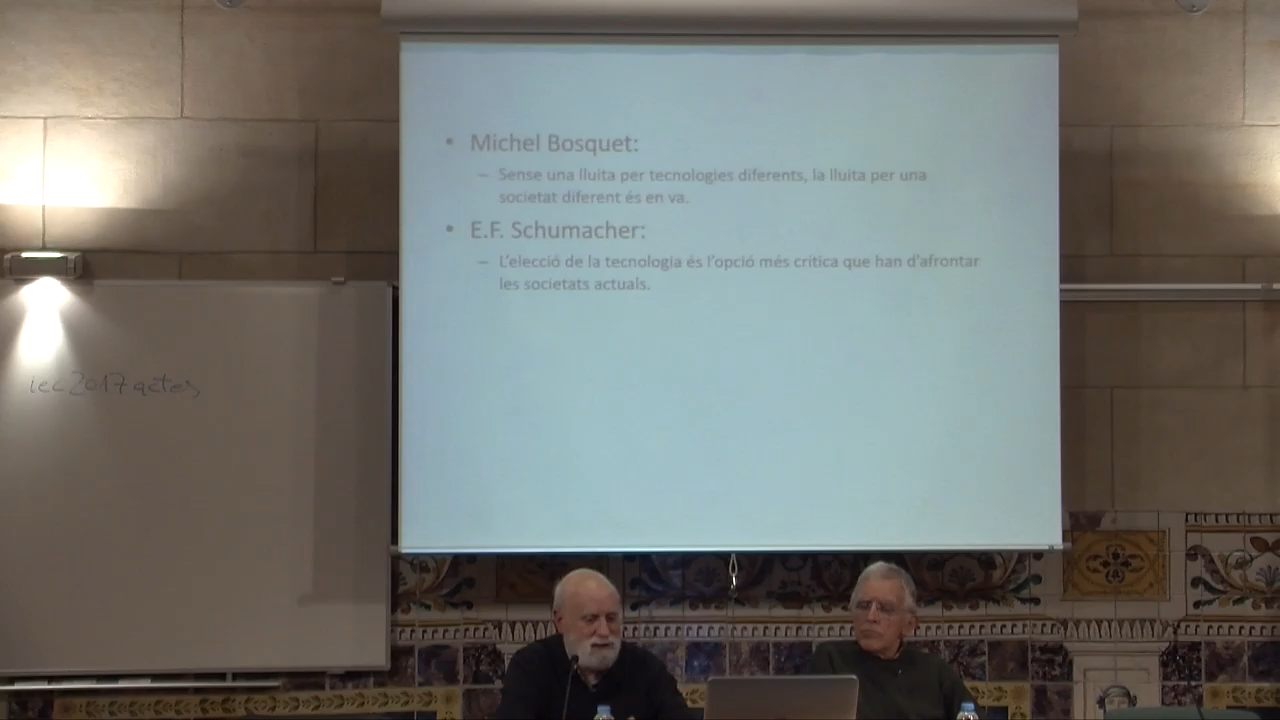 • Michel Bosquet:
– Sense una lluita per tecnologies diferents, la lluita per una
societat diferent és en va.
• E.F. Schumacher:
– L'elecció de la tecnologia és l'opció més crítica que han d'afrontar
les societats actuals.
iec2017actes